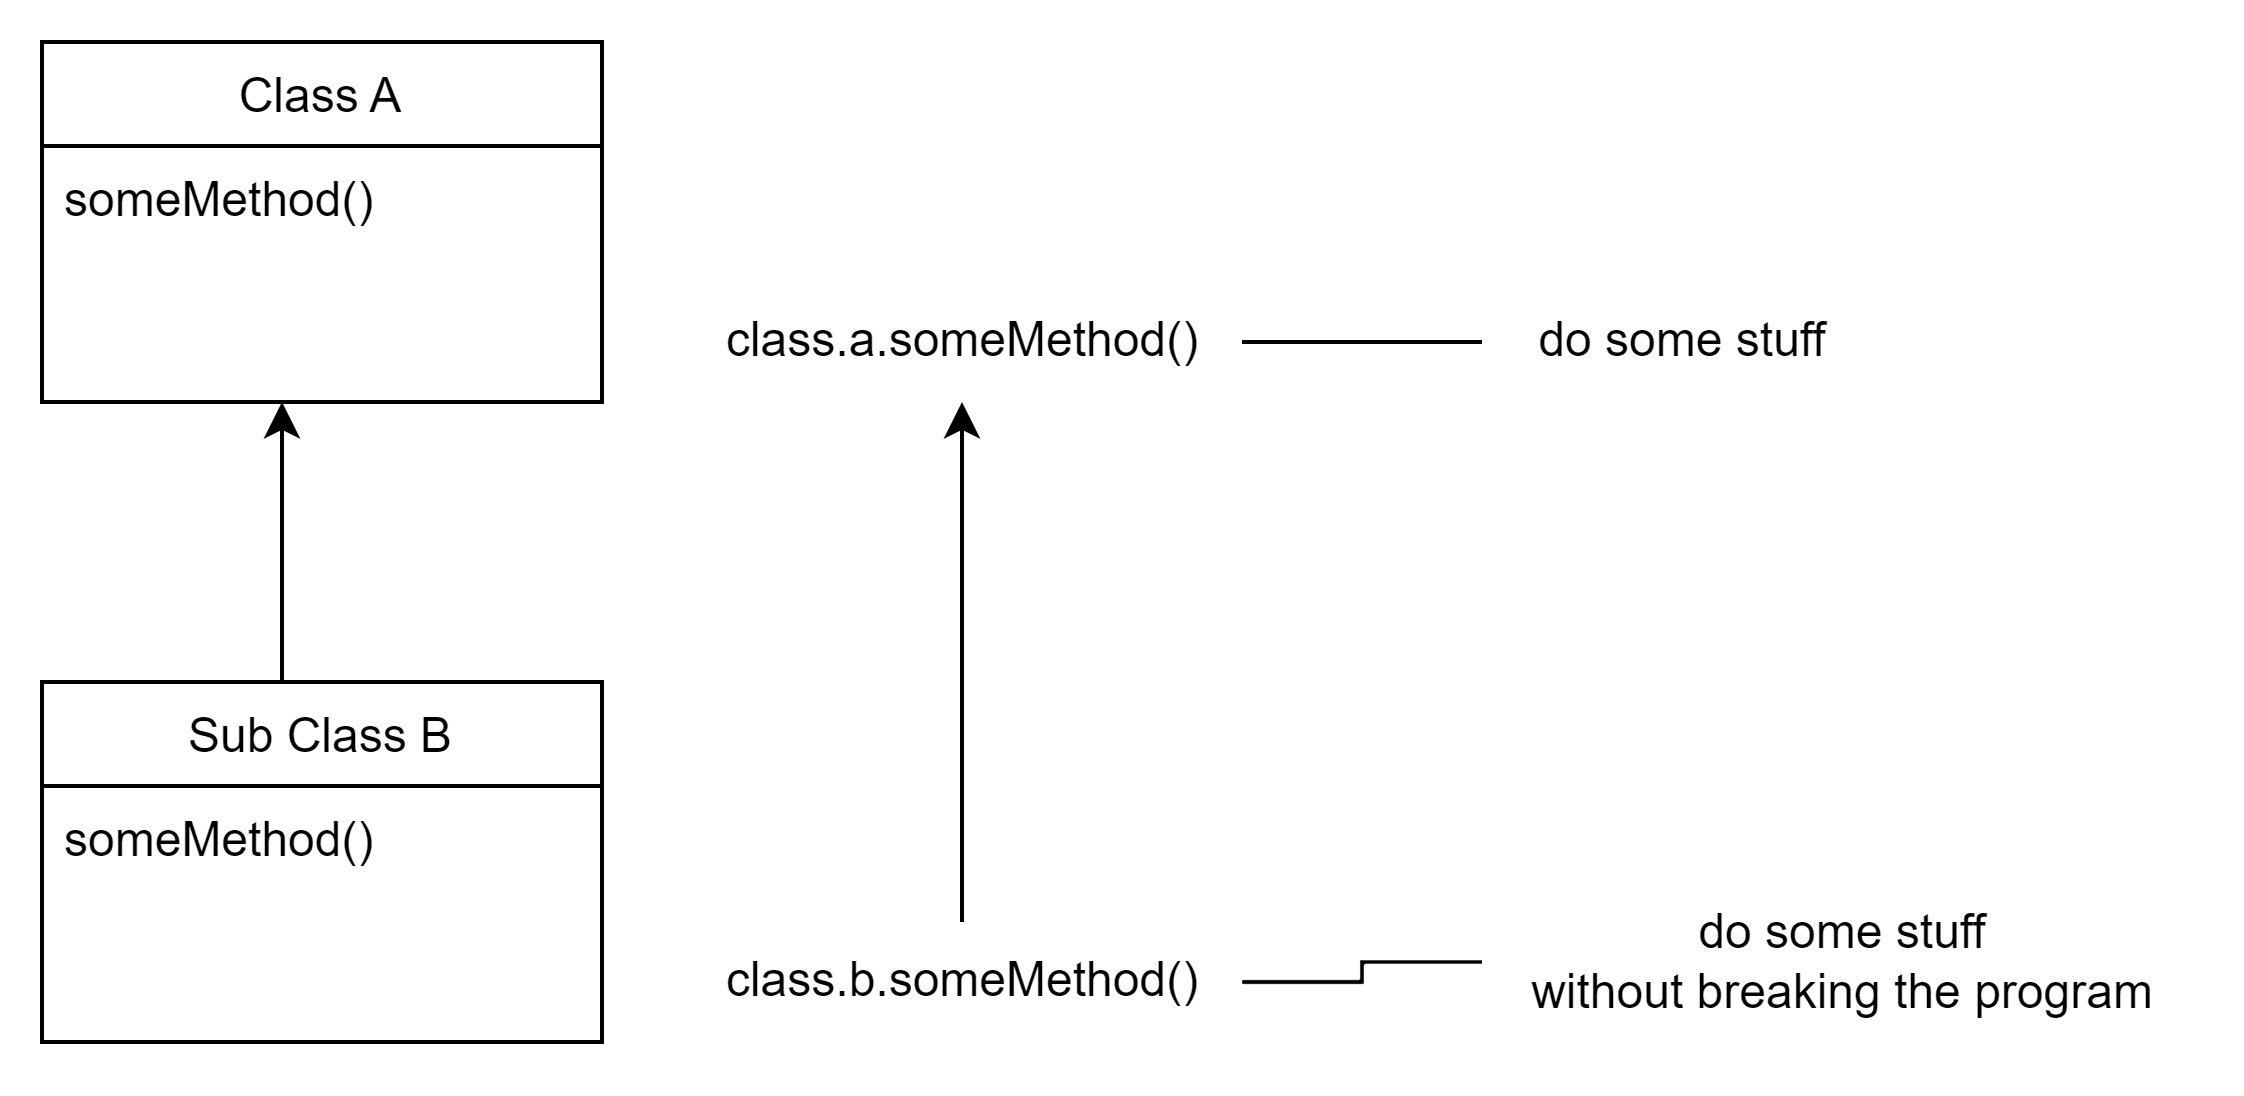 Class A
someMethod()
class.a.someMethod()
do some stuff
Sub Class B
someMethod()
class.b.someMethod()
do some stuff
without breaking the program